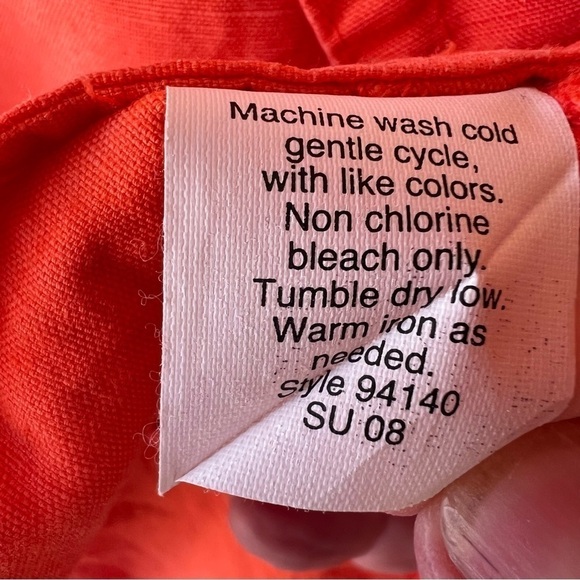 Machine wash cold
gentle cycle,
with like colors.
Non chlorine
bleach only.
Tumble dry low.
Warm iron as
needed.
Style 94140
SU 08